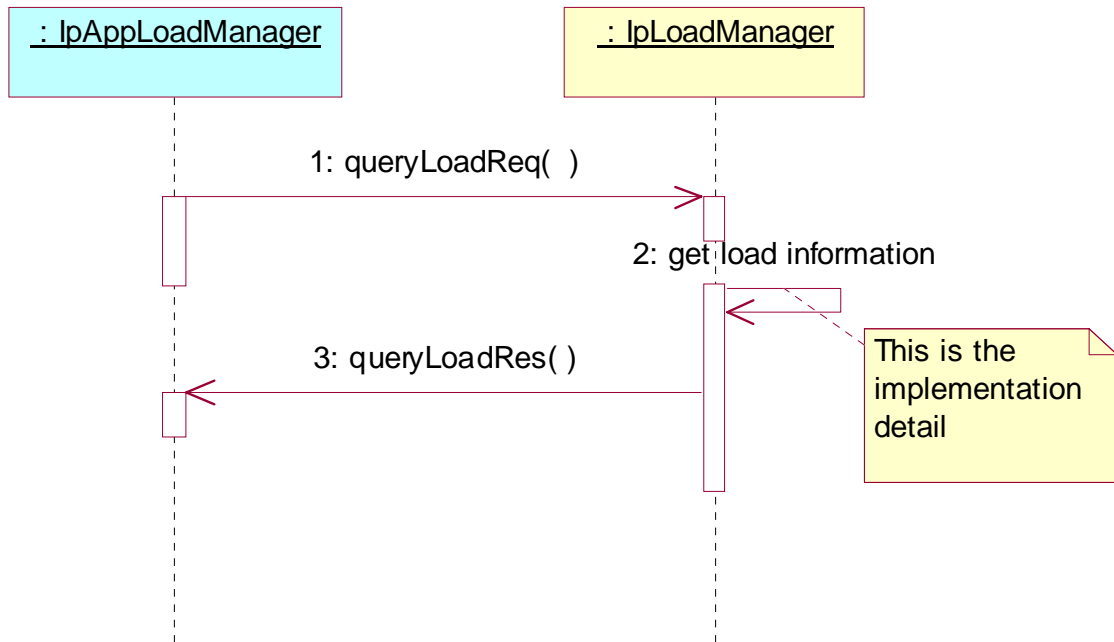 : IpAppLoadManager
: IpLoadManager
1: queryLoadReq(  )
2: get load information
3: queryLoadRes( )
This is the
implementation
detail